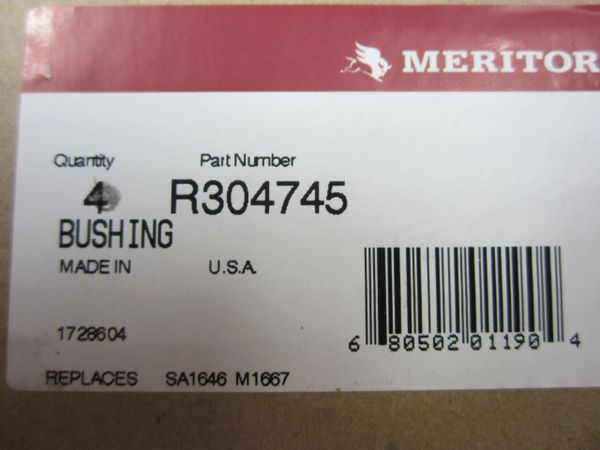 MERITOR
Quantity Part Number
4 R304745
BUSHING
MADE IN U.S.A.
1728604
6 80502 01190 4
REPLACES SA1646 M1667